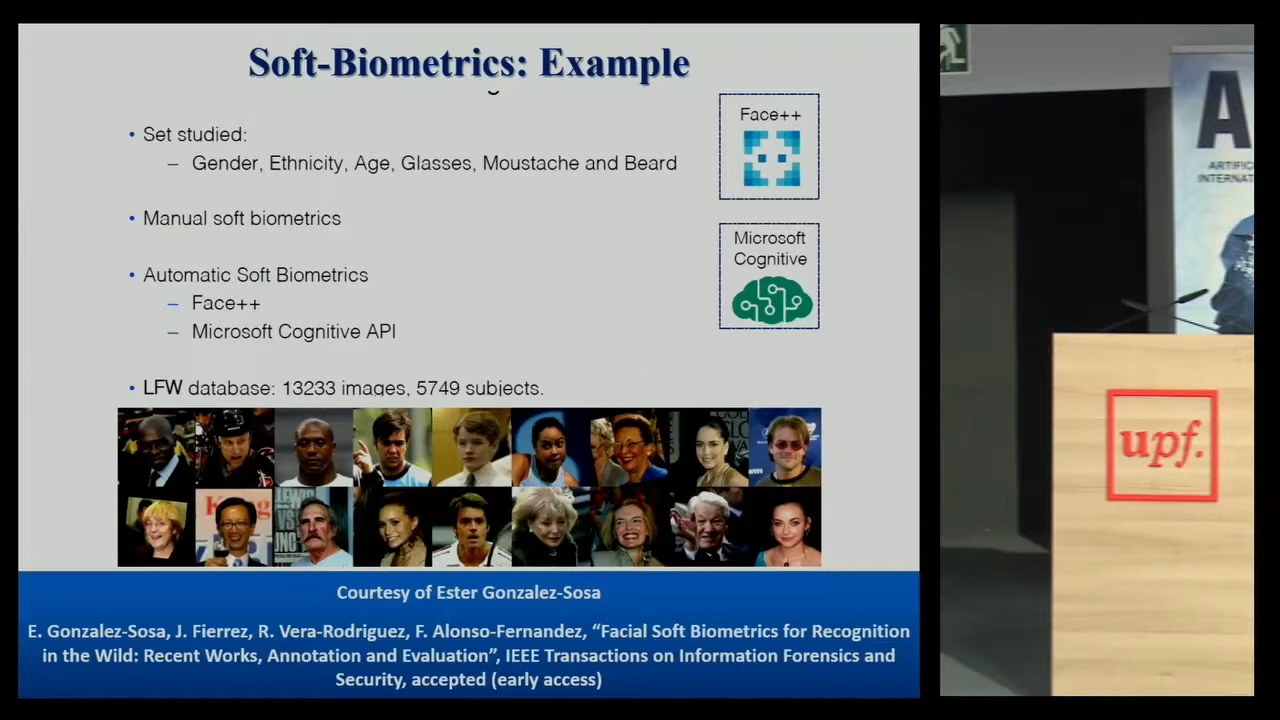 Soft-Biometrics: Example
• Set studied:
– Gender, Ethnicity, Age, Glasses, Moustache and Beard
• Manual soft biometrics
• Automatic Soft Biometrics
– Face++
– Microsoft Cognitive API
• LFW database: 13233 images, 5749 subjects.
Face++
Microsoft
Cognitive
Courtesy of Ester Gonzalez-Sosa
E. Gonzalez-Sosa, J. Fierrez, R. Vera-Rodriguez, F. Alonso-Fernandez, “Facial Soft Biometrics for Recognition
in the Wild: Recent Works, Annotation and Evaluation”, IEEE Transactions on Information Forensics and
Security, accepted (early access)
A
ARTIFIC
INTERNAT
upf.